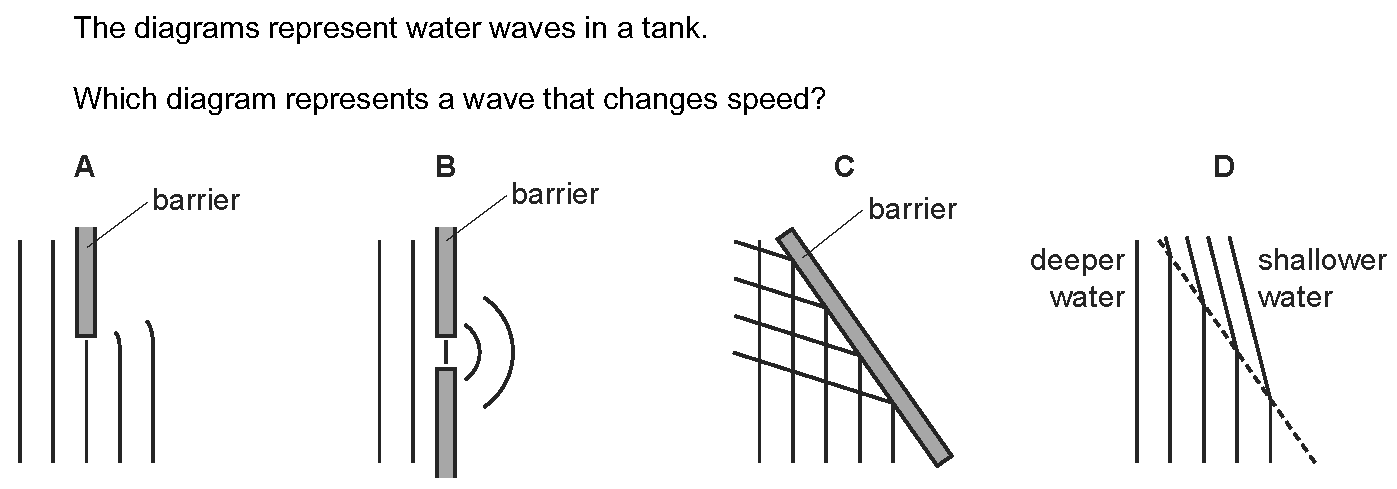 The diagrams represent water waves in a tank.
Which diagram represents a wave that changes speed?
A
barrier
B
barrier
C
barrier
D
deeper
water
shallower
water